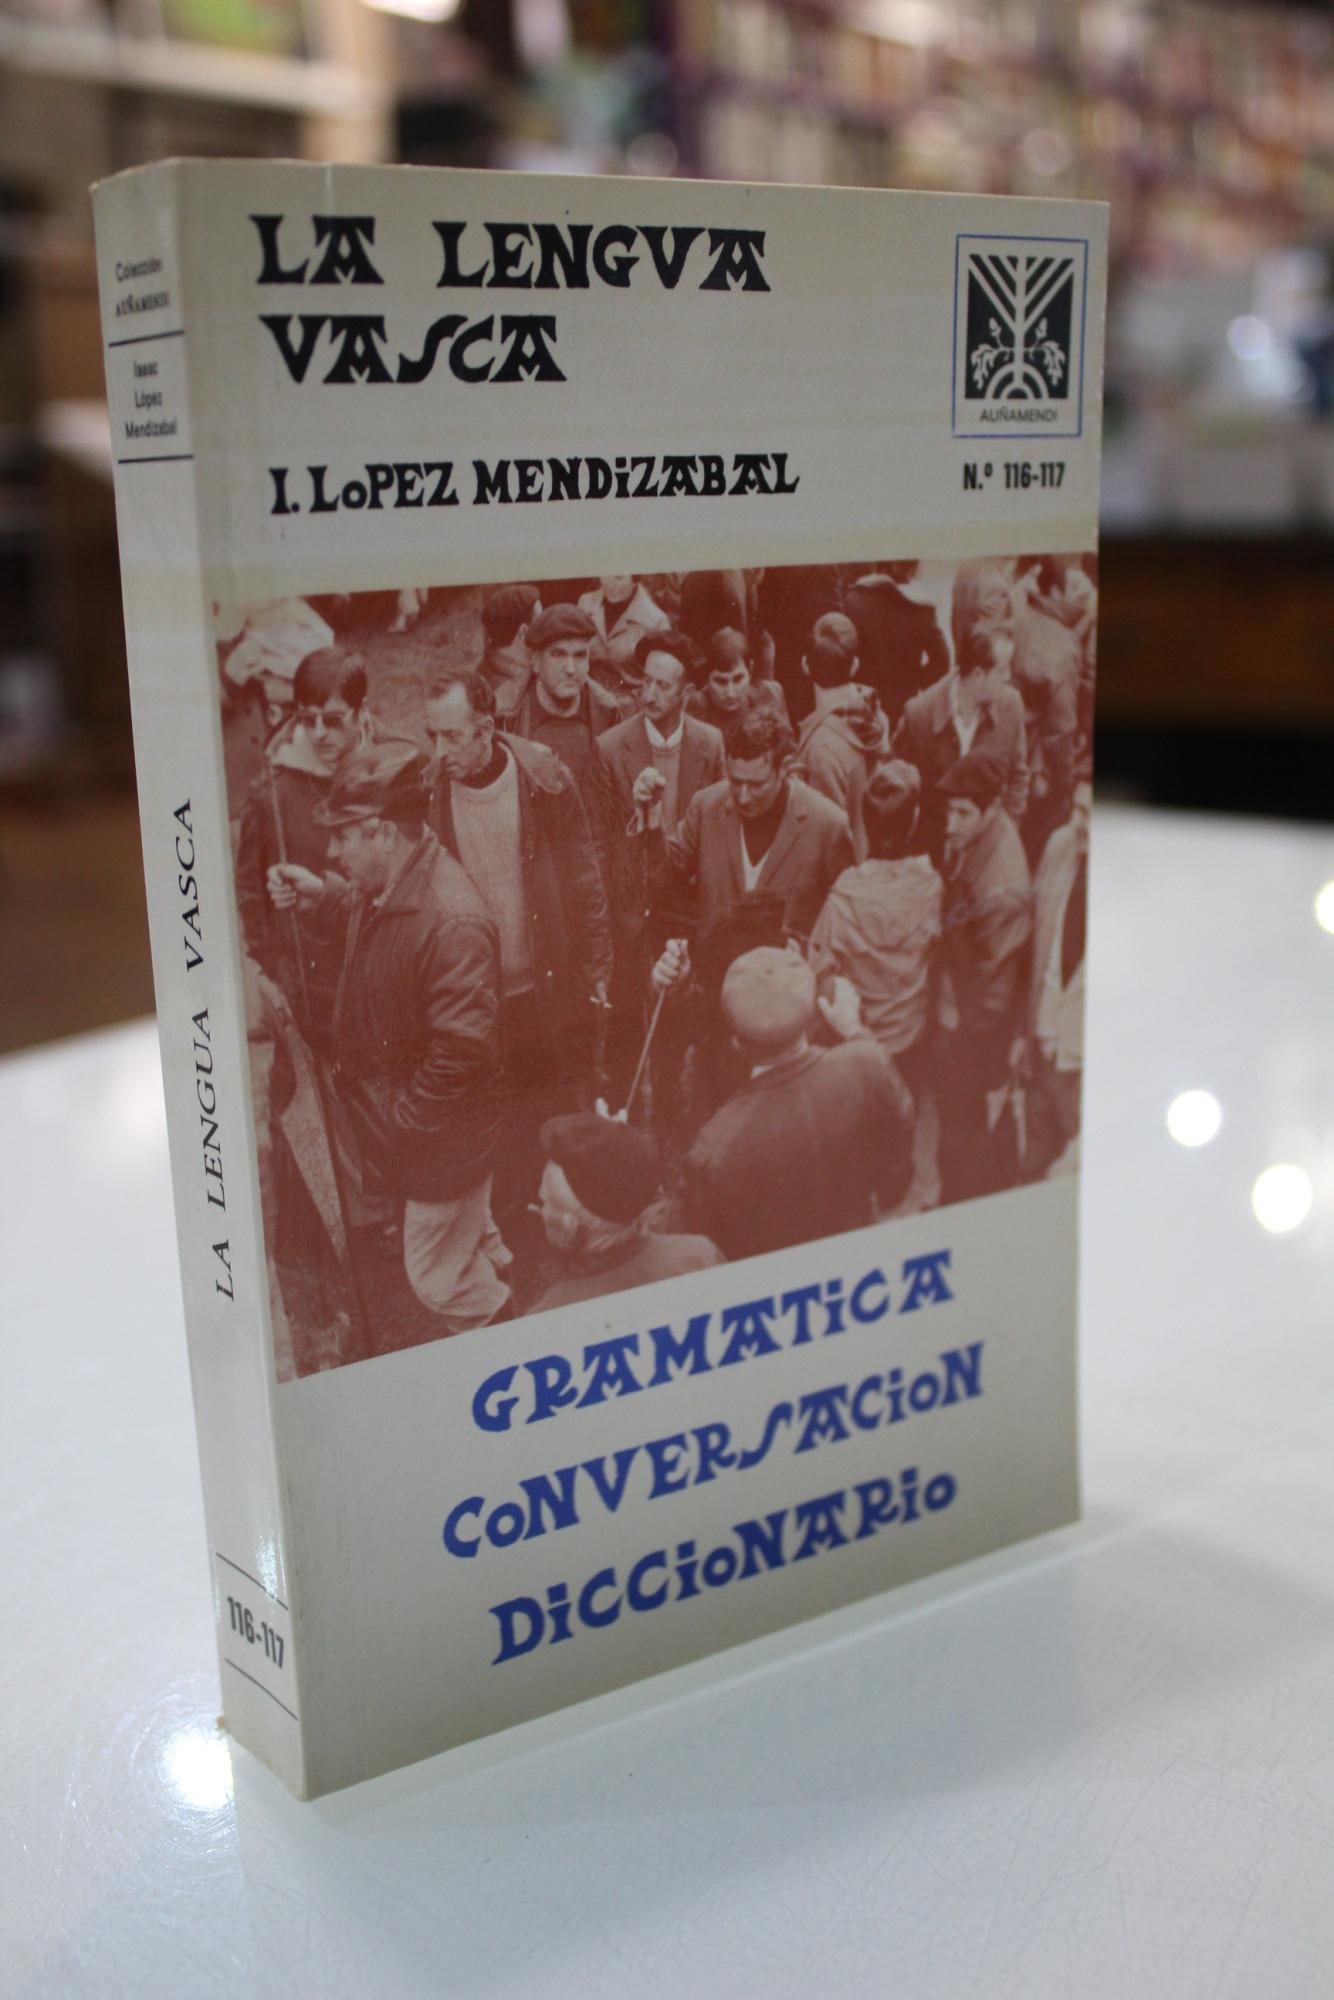 LA LENGVA
VASCA
I. LOPEZ MENDiZABAL
AUÑAMENDI
N.º 116-117
GRAMATiCA
CONVERSACiON
DiCCiONARiO
Colección
AUÑAMENDI
Isaac
López
Mendizabal
LA LENGUA VASCA
116-117